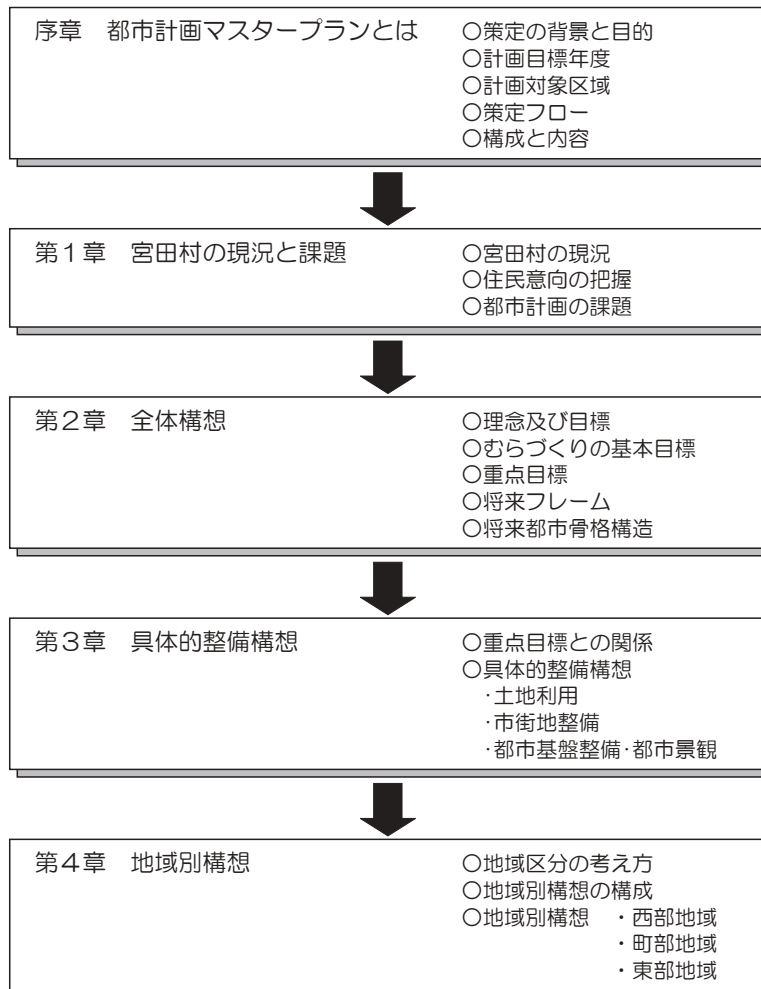 序章　都市計画マスタープランとは
○策定の背景と目的
○計画目標年度
○計画対象区域
○策定フロー
○構成と内容
第１章　宮田村の現況と課題
○宮田村の現況
○住民意向の把握
○都市計画の課題
第２章　全体構想
○理念及び目標
○むらづくりの基本目標
○重点目標
○将来フレーム
○将来都市骨格構造
第３章　具体的整備構想
○重点目標との関係
○具体的整備構想
・土地利用
・市街地整備
・都市基盤整備・都市景観
第４章　地域別構想
○地域区分の考え方
○地域別構想の構成
○地域別構想　・西部地域
・町部地域
・東部地域